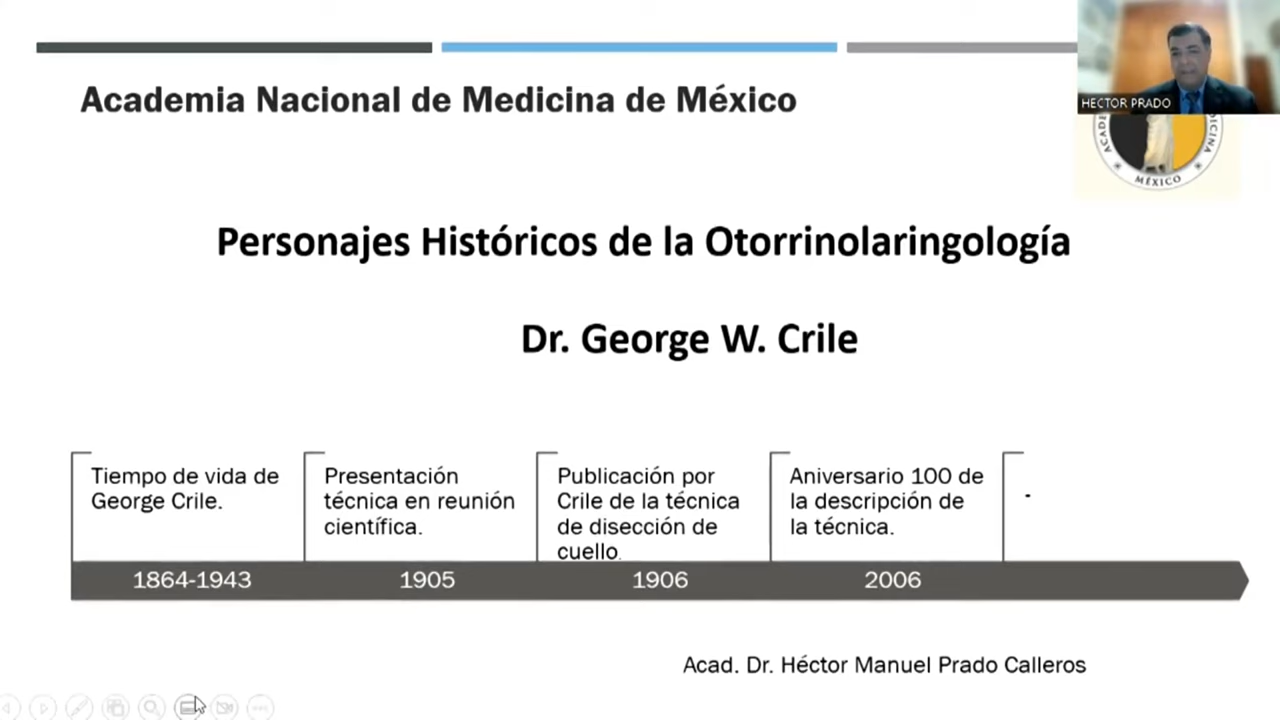 Academia Nacional de Medicina de México
HECTOR PRADO
MÉXICO
Personajes Históricos de la Otorrinolaringología
Dr. George W. Crile
Tiempo de vida de
George Crile.
1864-1943
Presentación
técnica en reunión
científica.
1905
Publicación por
Crile de la técnica
de disección de
cuello.
1906
Aniversario 100 de
la descripción de
la técnica.
2006
-
Acad. Dr. Héctor Manuel Prado Calleros